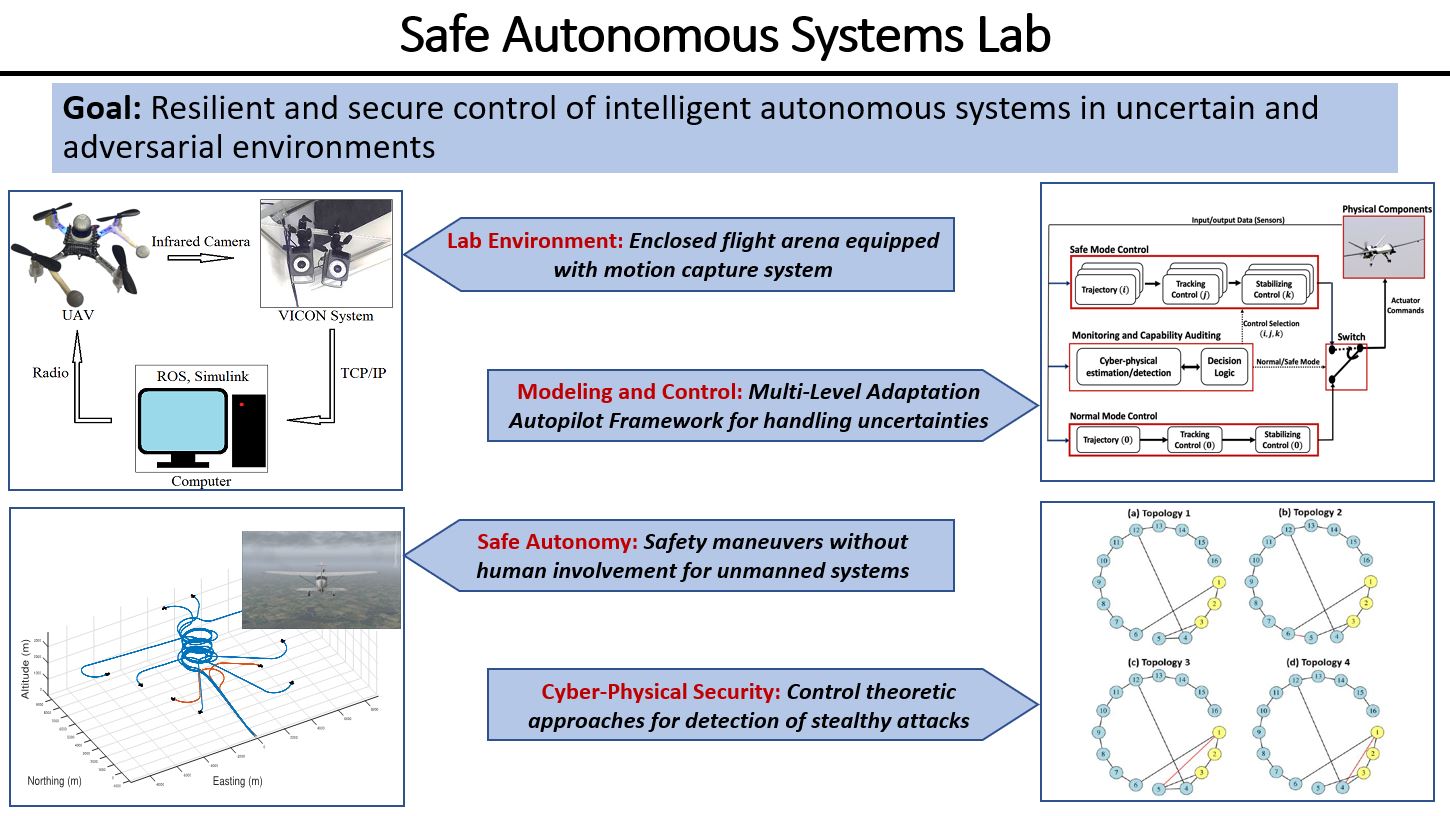 Safe Autonomous Systems Lab
Goal: Resilient and secure control of intelligent autonomous systems in uncertain and
adversarial environments
Infrared Camera
UAV
VICON System
Radio
ROS, Simulink
TCP/IP
Computer
Lab Environment: Enclosed flight arena equipped
with motion capture system
Modeling and Control: Multi-Level Adaptation
Autopilot Framework for handling uncertainties
Physical Components
Input/output Data (Sensors)
Safe Mode Control
Trajectory (i)
Tracking
Control (j)
Stabilizing
Control (k)
Actuator
Commands
Control Selection
(i, j, k)
Monitoring and Capability Auditing
Switch
Cyber-physical
estimation/detection
Decision
Logic
Normal/Safe Mode
Normal Mode Control
Trajectory (0)
Tracking
Control (0)
Stabilizing
Control (0)
Altitude (m)
Northing (m)
Easting (m)
Safe Autonomy: Safety maneuvers without
human involvement for unmanned systems
Cyber-Physical Security: Control theoretic
approaches for detection of stealthy attacks
(a) Topology 1
1
2
3
4
5
6
7
8
9
10
11
12
13
14
15
16
(b) Topology 2
1
2
3
4
5
6
7
8
9
10
11
12
13
14
15
16
(c) Topology 3
1
2
3
4
5
6
7
8
9
10
11
12
13
14
15
16
(d) Topology 4
1
2
3
4
5
6
7
8
9
10
11
12
13
14
15
16